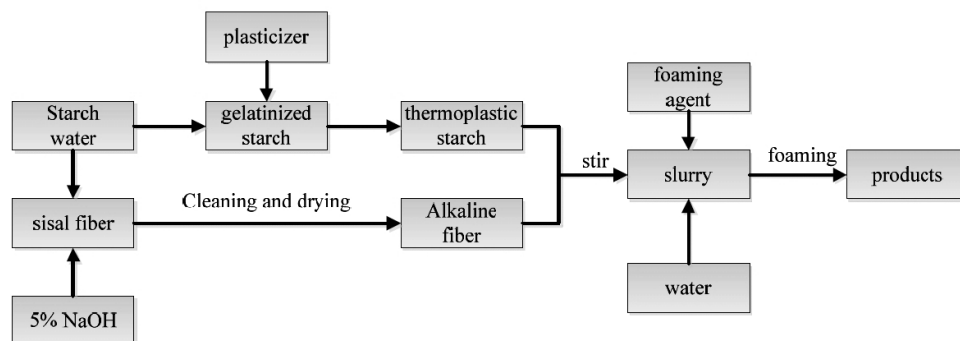 plasticizer
foaming
agent
Starch
water
gelatinized
starch
thermoplastic
starch
stir
slurry
foaming
products
sisal fiber
Cleaning and drying
Alkaline
fiber
water
5% NaOH